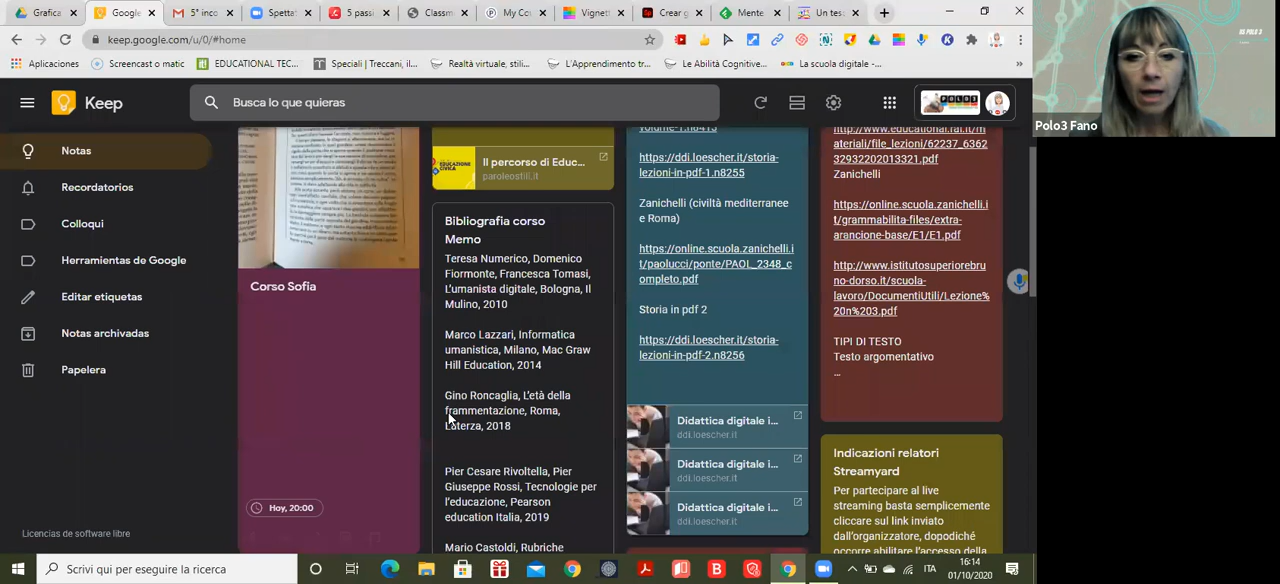 Grafica
Google
5° inco
Spettat
5 passi
Classm
My Co
Vignet
Crear g
Mente
Un tes
keep.google.com/u/0/#home
Aplicaciones
Screencast o matic
EDUCATIONAL TEC...
Speciali | Treccani, il...
Realtà virtuale, stili...
L'Apprendimento tr...
Le Abilità Cognitive...
La scuola digitale -...
Keep
Busca lo que quieras
Polo3 Fano
Notas
Recordatorios
Colloqui
Herramientas de Google
Editar etiquetas
Notas archivadas
Papelera
Licencias de software libre
Corso Sofia
Hoy, 20:00
Il percorso di Educ...
paroleostili.it
Bibliografia corso
Memo
Teresa Numerico, Domenico
Fiormonte, Francesca Tomasi,
L'umanista digitale, Bologna, Il
Mulino, 2010
Marco Lazzari, Informatica
umanistica, Milano, Mac Graw
Hill Education, 2014
Gino Roncaglia, L'età della
frammentazione, Roma,
Laterza, 2018
Pier Cesare Rivoltella, Pier
Giuseppe Rossi, Tecnologie per
l'educazione, Pearson
education Italia, 2019
Mario Castoldi, Rubriche
volume-1.n8413
https://ddi.loescher.it/storia-
lezioni-in-pdf-1.n8255
Zanichelli (civiltà mediterranee
e Roma)
https://online.scuola.zanichelli.i
t/paolucci/ponte/PAOL_2348_c
ompleto.pdf
Storia in pdf 2
https://ddi.loescher.it/storia-
lezioni-in-pdf-2.n8256
Didattica digitale i...
ddi.loescher.it
Didattica digitale i...
ddi.loescher.it
Didattica digitale i...
ddi.loescher.it
http://www.educational.rai.it/m
ateriali/file_lezioni/62237_6362
32932202013321.pdf
Zanichelli
https://online.scuola.zanichelli.i
t/grammabilita-files/extra-
arancione-base/E1/E1.pdf
http://www.istitutosuperiorebru
no-dorso.it/scuola-
lavoro/DocumentiUtili/Lezione%
20n%203.pdf
TIPI DI TESTO
Testo argomentativo
...
Indicazioni relatori
Streamyard
Per partecipare al live
streaming basta semplicemente
cliccare sul link inviato
dall'organizzatore, dopodiché
occorre abilitare l'accesso della
Scrivi qui per eseguire la ricerca
ITA
16:14
01/10/2020